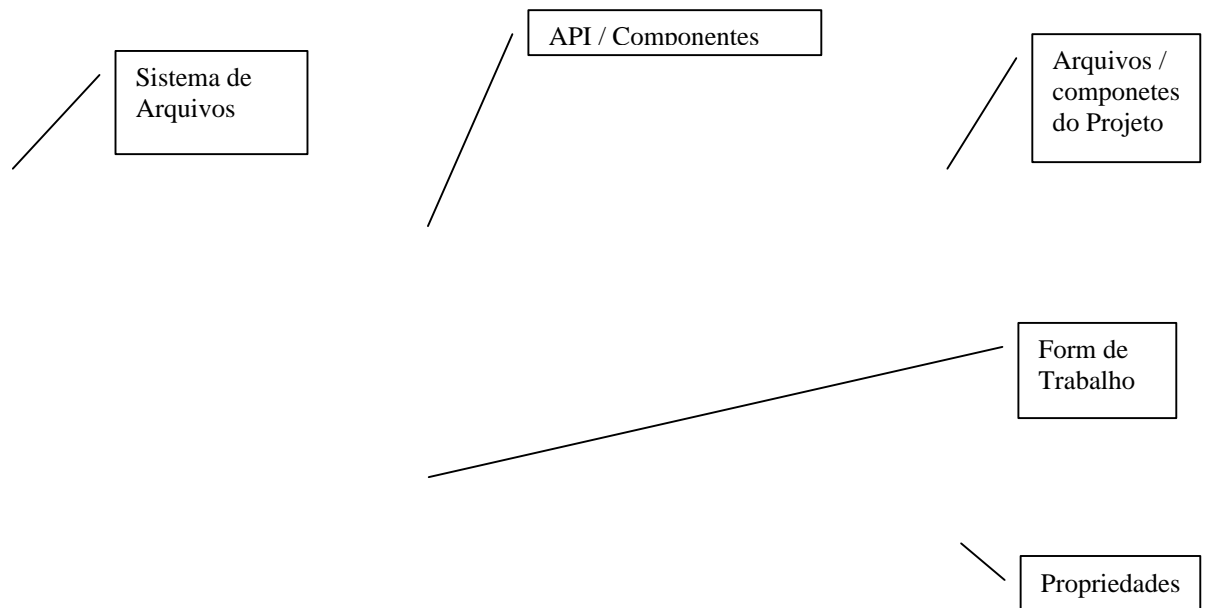 API / Componentes
Sistema de
Arquivos
Arquivos /
componetes
do Projeto
Form de
Trabalho
Propriedades